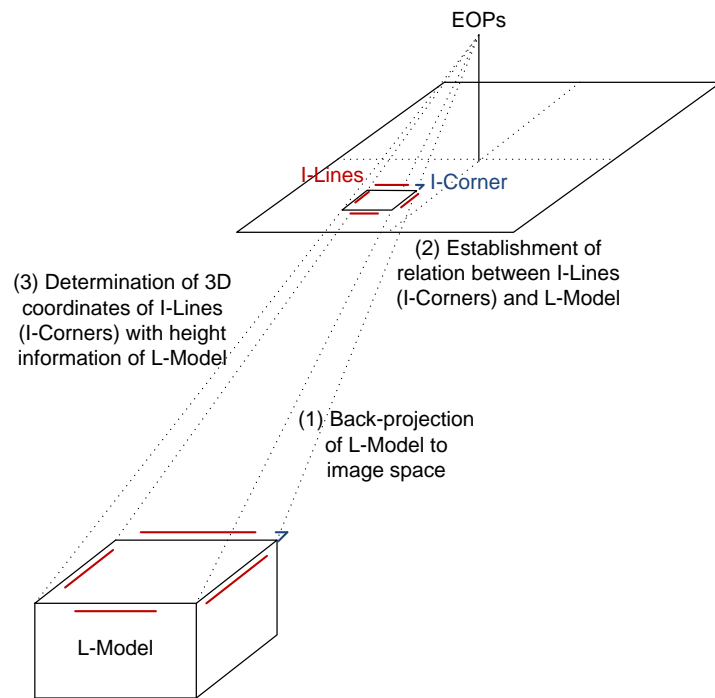 EOPs
I-Lines
I-Corner
(2) Establishment of
relation between I-Lines
(I-Corners) and L-Model
(3) Determination of 3D
coordinates of I-Lines
(I-Corners) with height
information of L-Model
(1) Back-projection
of L-Model to
image space
L-Model